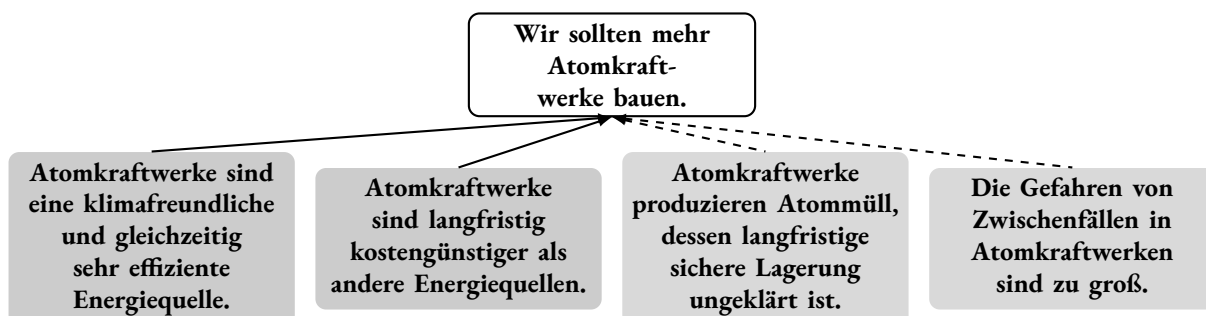 Wir sollten mehr
Atomkraft-
werke bauen.
Atomkraftwerke sind
eine klimafreundliche
und gleichzeitig
sehr effiziente
Energiequelle.
Atomkraftwerke
sind langfristig
kostengünstiger als
andere Energiequellen.
Atomkraftwerke
produzieren Atommüll,
dessen langfristige
sichere Lagerung
ungeklärt ist.
Die Gefahren von
Zwischenfällen in
Atomkraftwerken
sind zu groß.